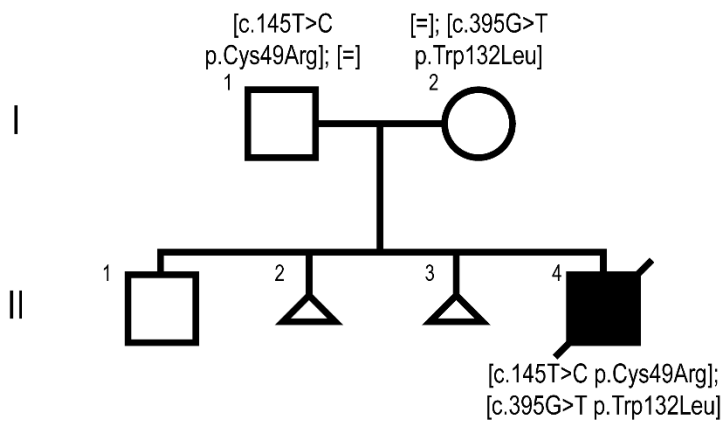 [c.145T>C
p.Cys49Arg]; [=]
[=]; [c.395G>T
p.Trp132Leu]
1
2
I
1
2
3
4
II
[c.145T>C p.Cys49Arg];
[c.395G>T p.Trp132Leu]